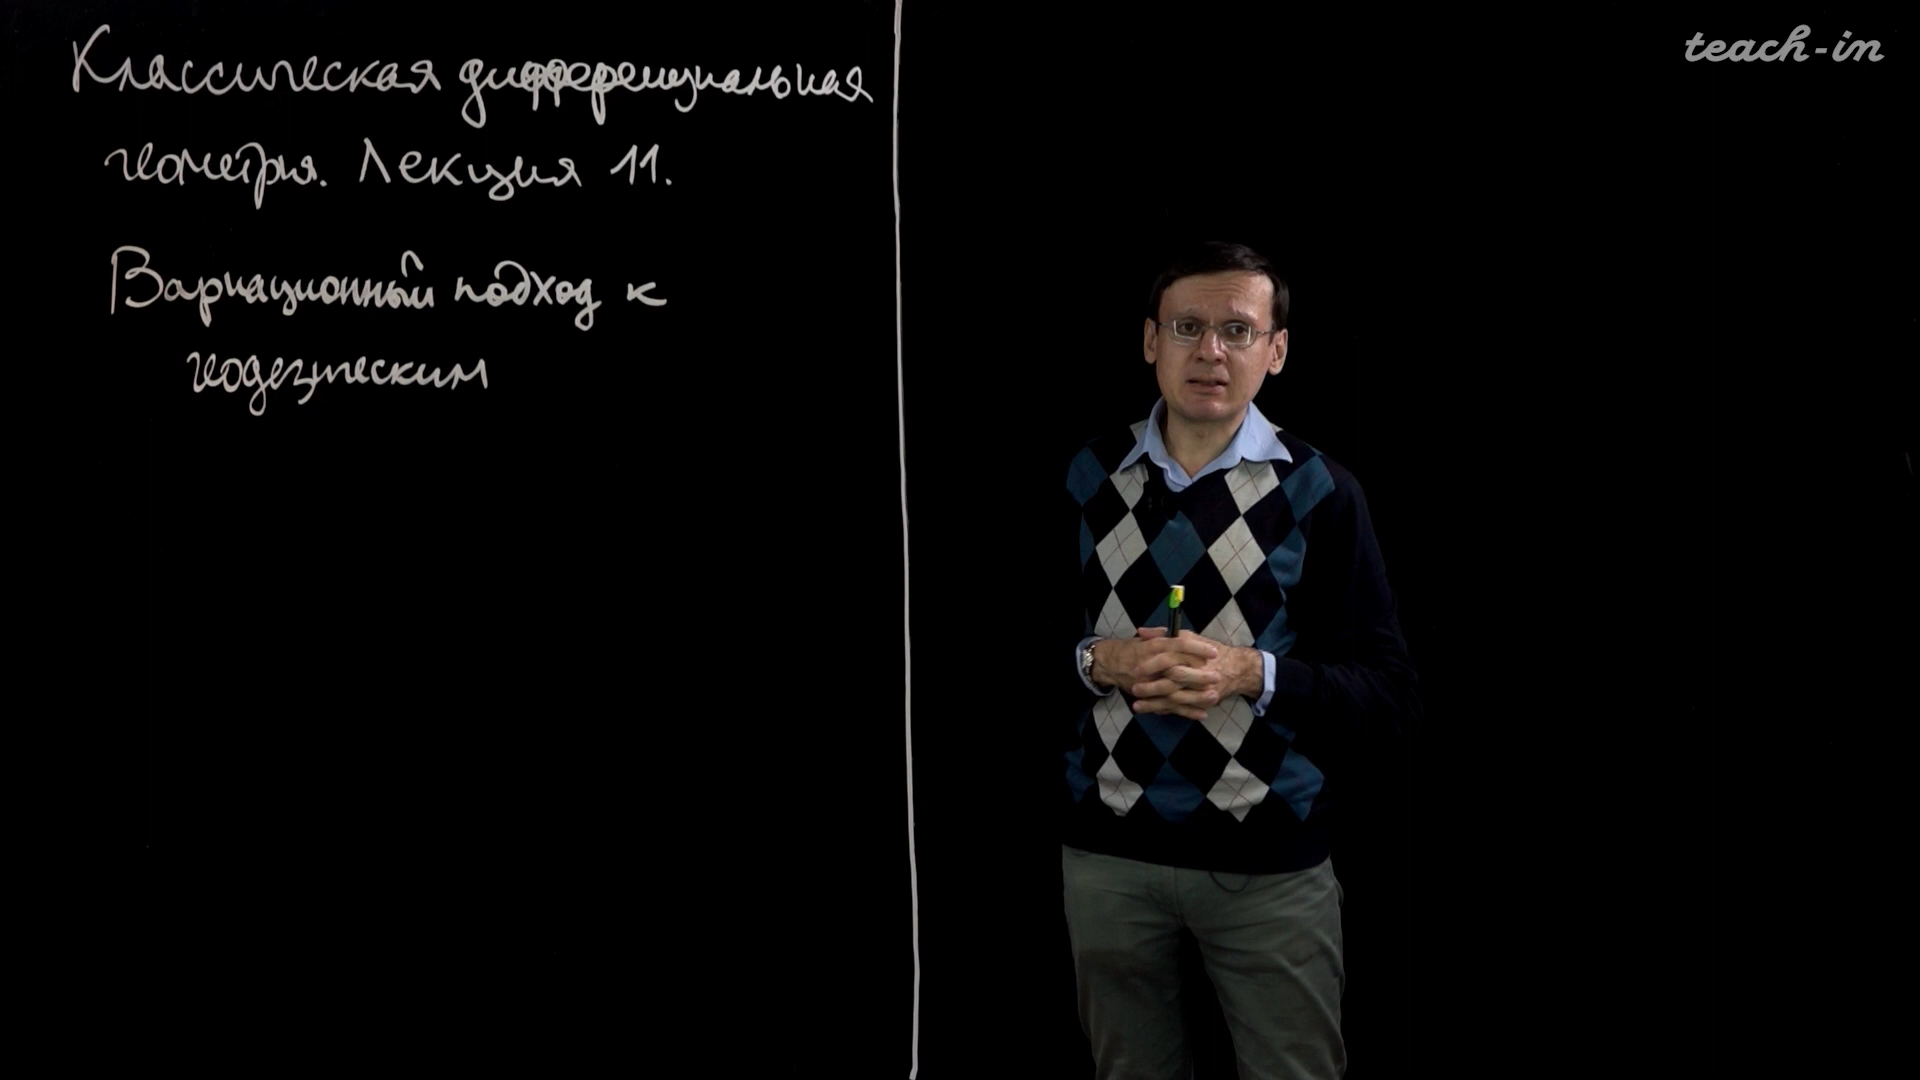 Классическая дифференциальная
геометрия. Лекция 11.
Вариационный подход к
геодезическим
teach-in